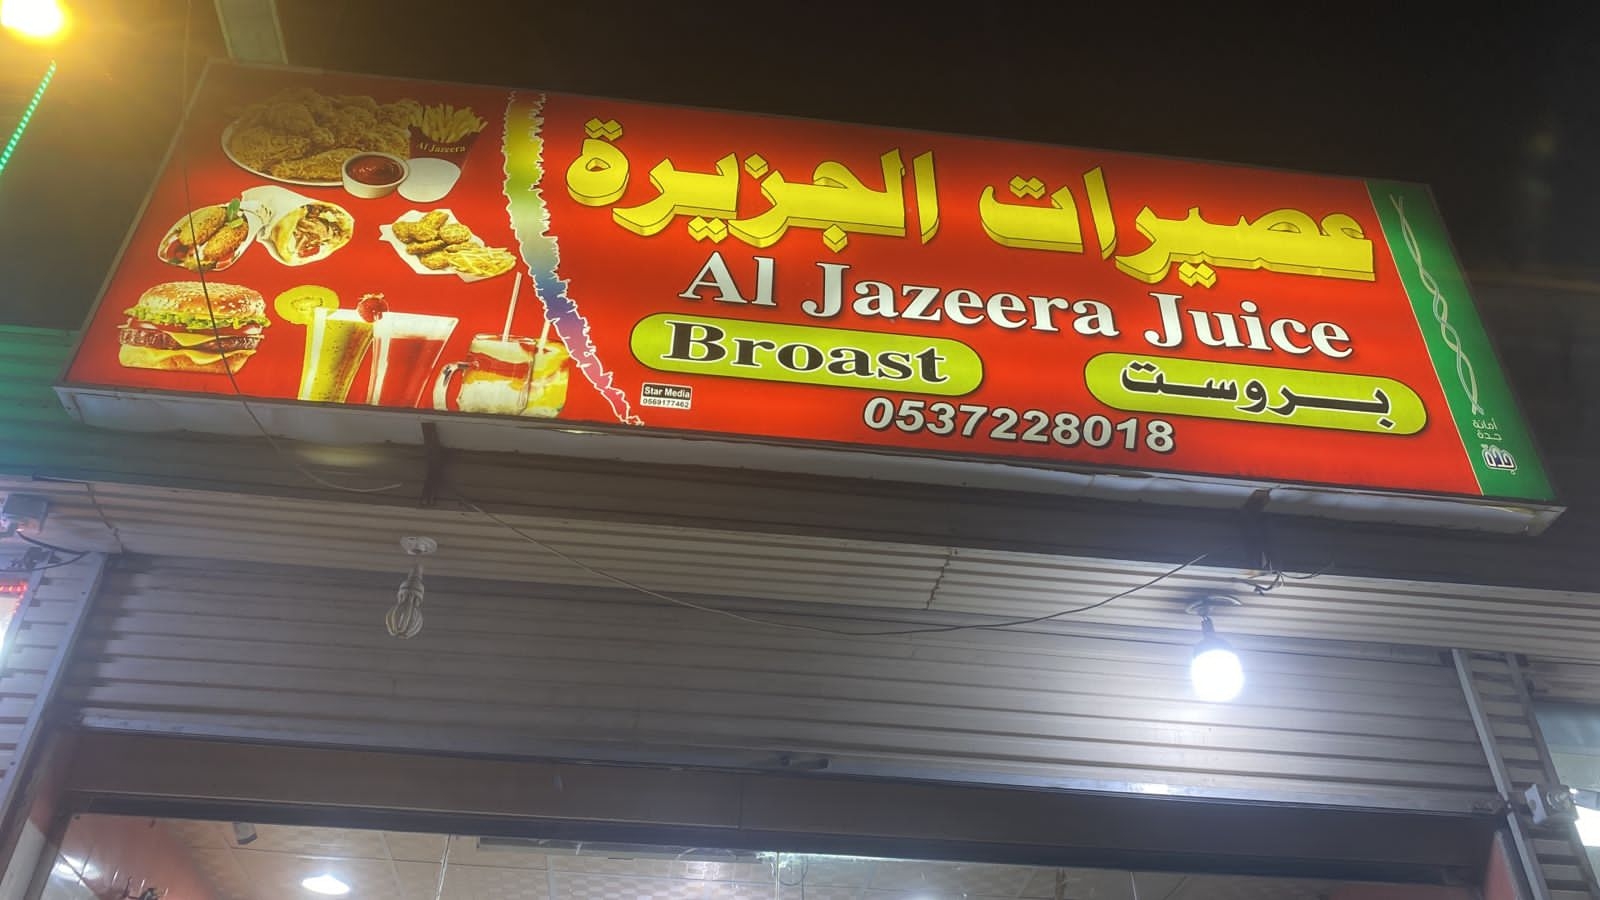 عصيرات الجزيرة
Al Jazeera Juice
Broast
بروست
0537228018
Al Jazeera
Star Media
0569177462
أمانة
جدة